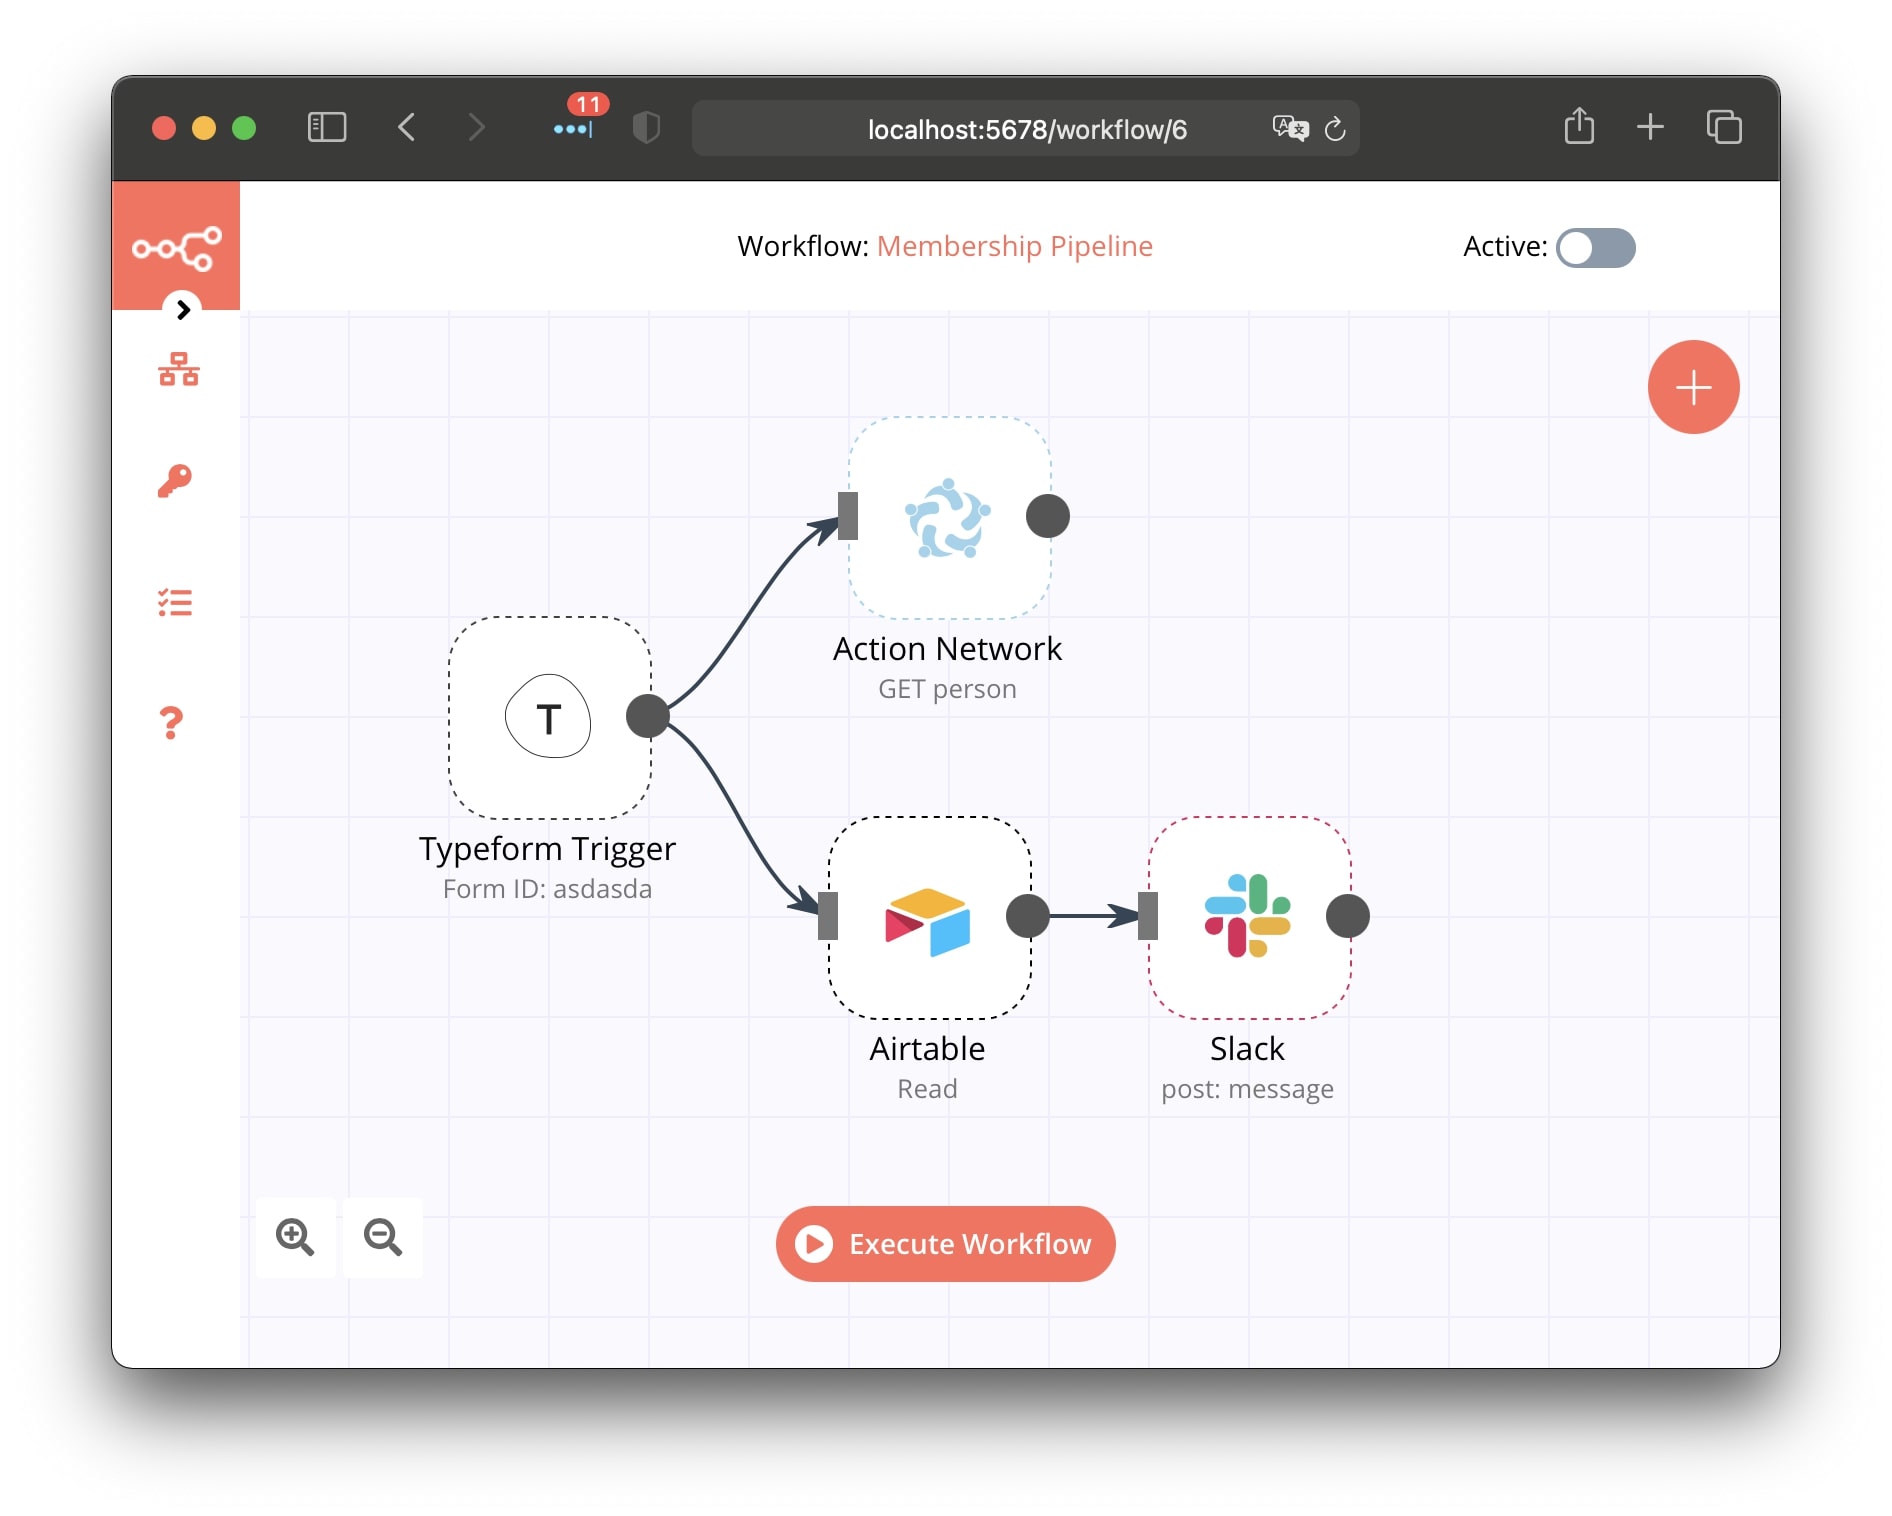 11
localhost:5678/workflow/6
Workflow: Membership Pipeline
Active:
Action Network
GET person
T
Typeform Trigger
Form ID: asdasda
Airtable
Read
Slack
post: message
Execute Workflow